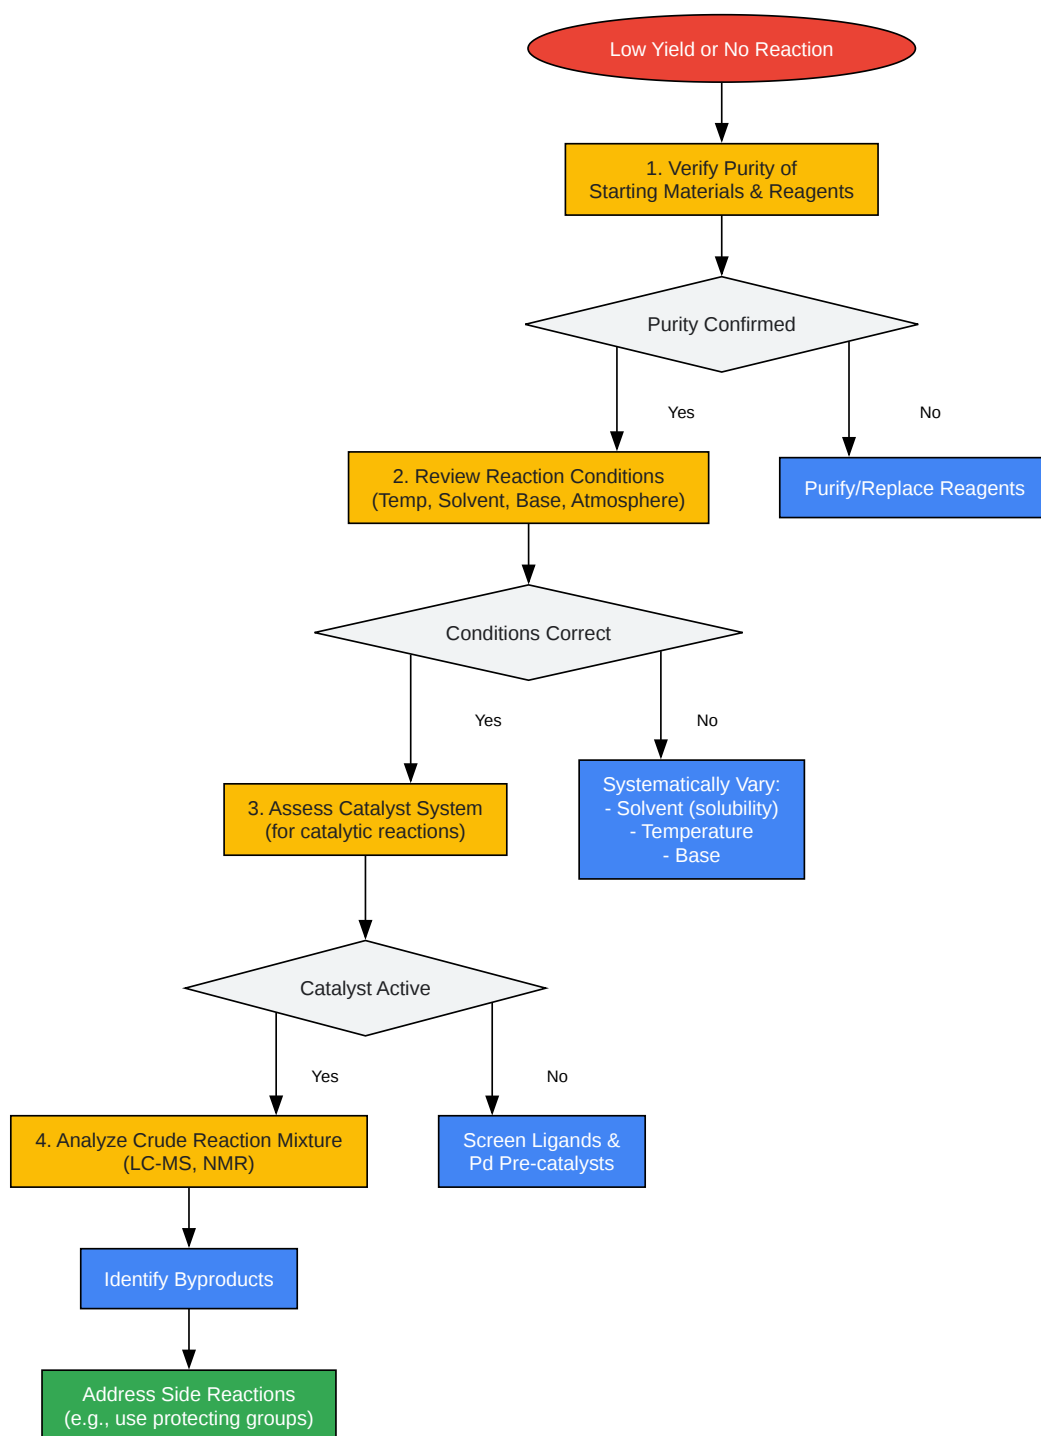 Low Yield or No Reaction
1. Verify Purity of
Starting Materials & Reagents
Purity Confirmed
Yes
No
2. Review Reaction Conditions
(Temp, Solvent, Base, Atmosphere)
Purify/Replace Reagents
Conditions Correct
Yes
No
3. Assess Catalyst System
(for catalytic reactions)
Systematically Vary:
- Solvent (solubility)
- Temperature
- Base
Catalyst Active
Yes
No
4. Analyze Crude Reaction Mixture
(LC-MS, NMR)
Screen Ligands &
Pd Pre-catalysts
Identify Byproducts
Address Side Reactions
(e.g., use protecting groups)